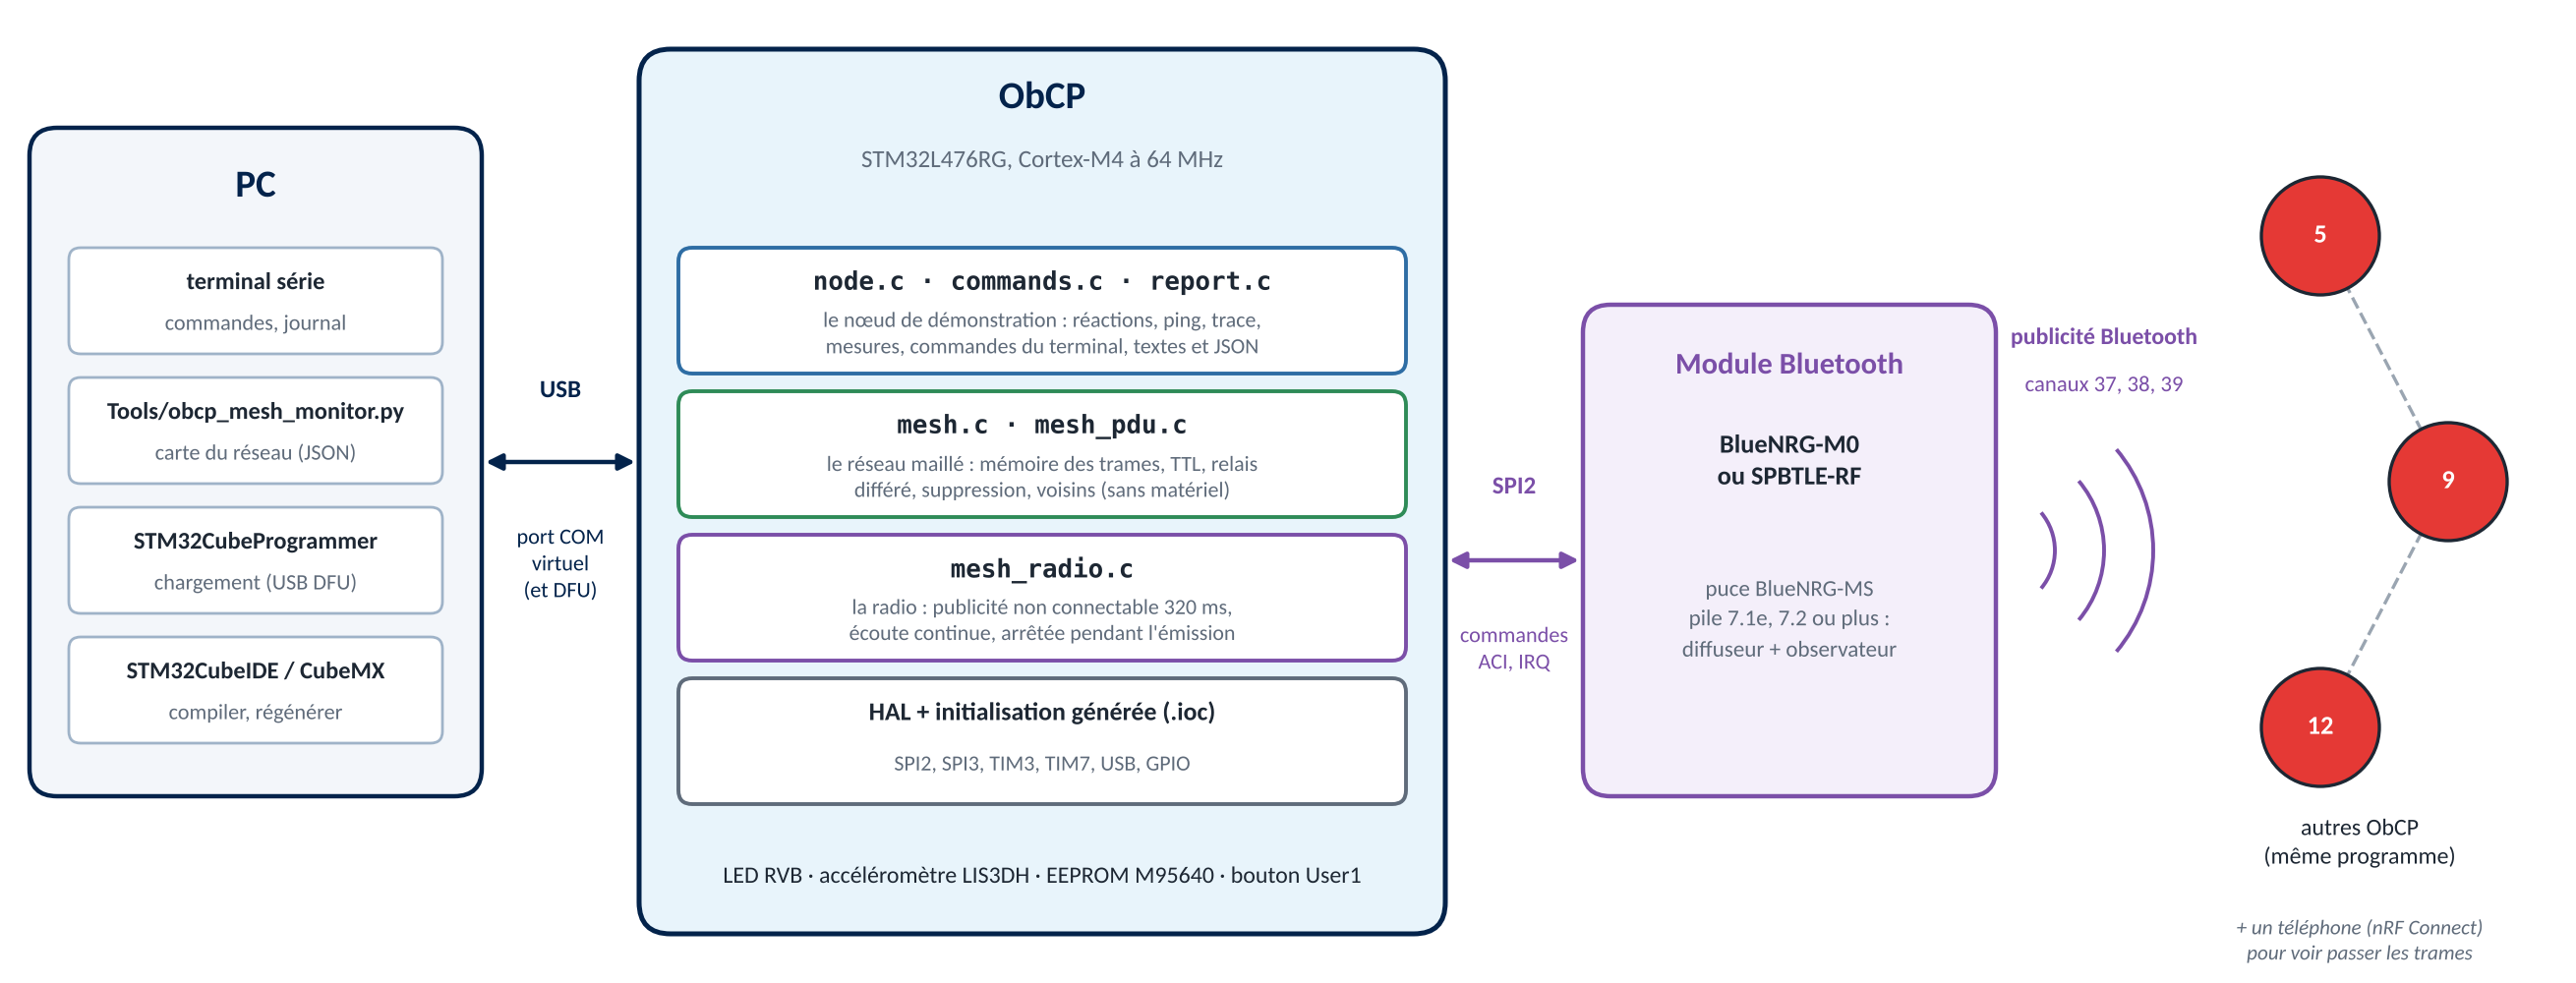 PC
terminal série
commandes, journal
Tools/obcp_mesh_monitor.py
carte du réseau (JSON)
STM32CubeProgrammer
chargement (USB DFU)
STM32CubeIDE / CubeMX
compiler, régénérer
USB
port COM
virtuel
(et DFU)
ObCP
STM32L476RG, Cortex-M4 à 64 MHz
node.c · commands.c · report.c
le nœud de démonstration : réactions, ping, trace,
mesures, commandes du terminal, textes et JSON
mesh.c · mesh_pdu.c
le réseau maillé : mémoire des trames, TTL, relais
différé, suppression, voisins (sans matériel)
mesh_radio.c
la radio : publicité non connectable 320 ms,
écoute continue, arrêtée pendant l'émission
HAL + initialisation générée (.ioc)
SPI2, SPI3, TIM3, TIM7, USB, GPIO
LED RVB · accéléromètre LIS3DH · EEPROM M95640 · bouton User1
SPI2
commandes
ACI, IRQ
Module Bluetooth
BlueNRG-M0
ou SPBTLE-RF
puce BlueNRG-MS
pile 7.1e, 7.2 ou plus :
diffuseur + observateur
publicité Bluetooth
canaux 37, 38, 39
5
9
12
autres ObCP
(même programme)
+ un téléphone (nRF Connect)
pour voir passer les trames